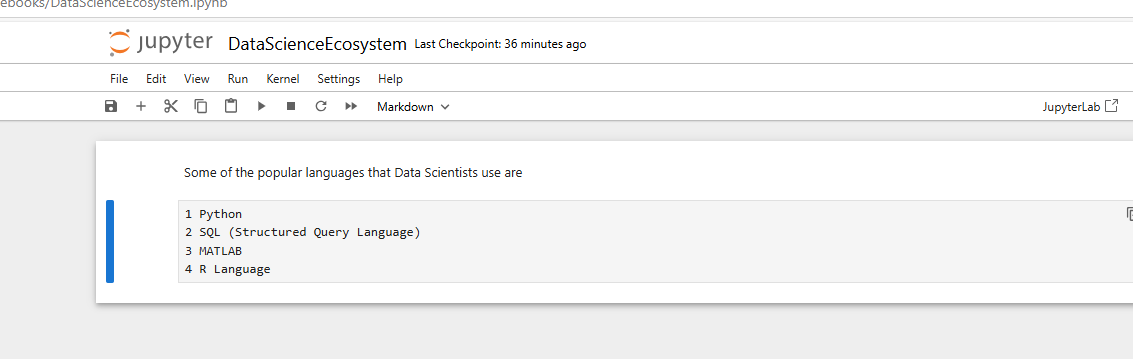 ebooks/DataScienceEcosystem.ipynb
jupyter DataScienceEcosystem Last Checkpoint: 36 minutes ago
File Edit View Run Kernel Settings Help
Markdown JupyterLab
Some of the popular languages that Data Scientists use are
1 Python
2 SQL (Structured Query Language)
3 MATLAB
4 R Language